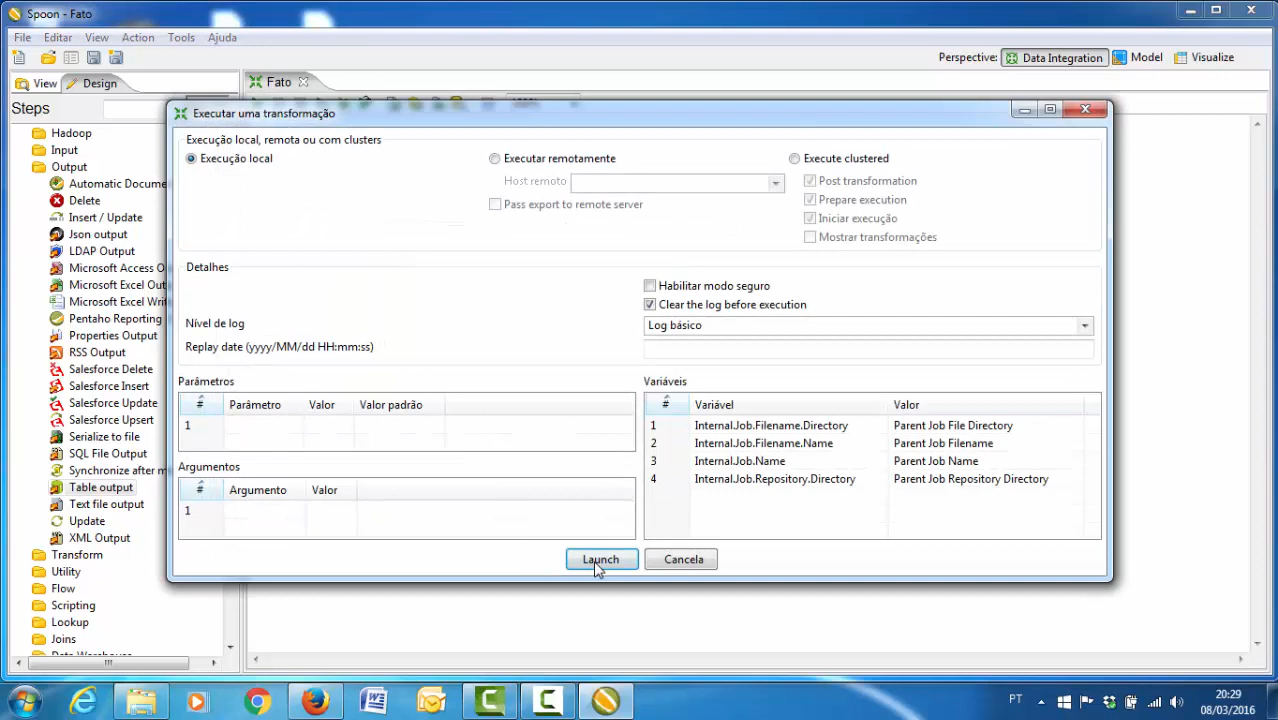 Spoon - Fato
File Editar View Action Tools Ajuda
Perspective: Data Integration Model Visualize
View Design
Fato
Steps
Hadoop
Input
Output
Automatic Docume
Delete
Insert / Update
Json output
LDAP Output
Microsoft Access O
Microsoft Excel Out
Microsoft Excel Writ
Pentaho Reporting
Properties Output
RSS Output
Salesforce Delete
Salesforce Insert
Salesforce Update
Salesforce Upsert
Serialize to file
SQL File Output
Synchronize after m
Table output
Text file output
Update
XML Output
Transform
Utility
Flow
Scripting
Lookup
Joins
Executar uma transformação
Execução local, remota ou com clusters
Execução local
Executar remotamente
Host remoto
Pass export to remote server
Execute clustered
Post transformation
Prepare execution
Iniciar execução
Mostrar transformações
Detalhes
Habilitar modo seguro
Clear the log before execution
Nível de log
Log básico
Replay date (yyyy/MM/dd HH:mm:ss)
Parâmetros
# Parâmetro Valor Valor padrão
1
Argumentos
# Argumento Valor
1
Variáveis
# Variável Valor
1 Internal.Job.Filename.Directory Parent Job File Directory
2 Internal.Job.Filename.Name Parent Job Filename
3 Internal.Job.Name Parent Job Name
4 Internal.Job.Repository.Directory Parent Job Repository Directory
Launch Cancela
PT
20:29
08/03/2016